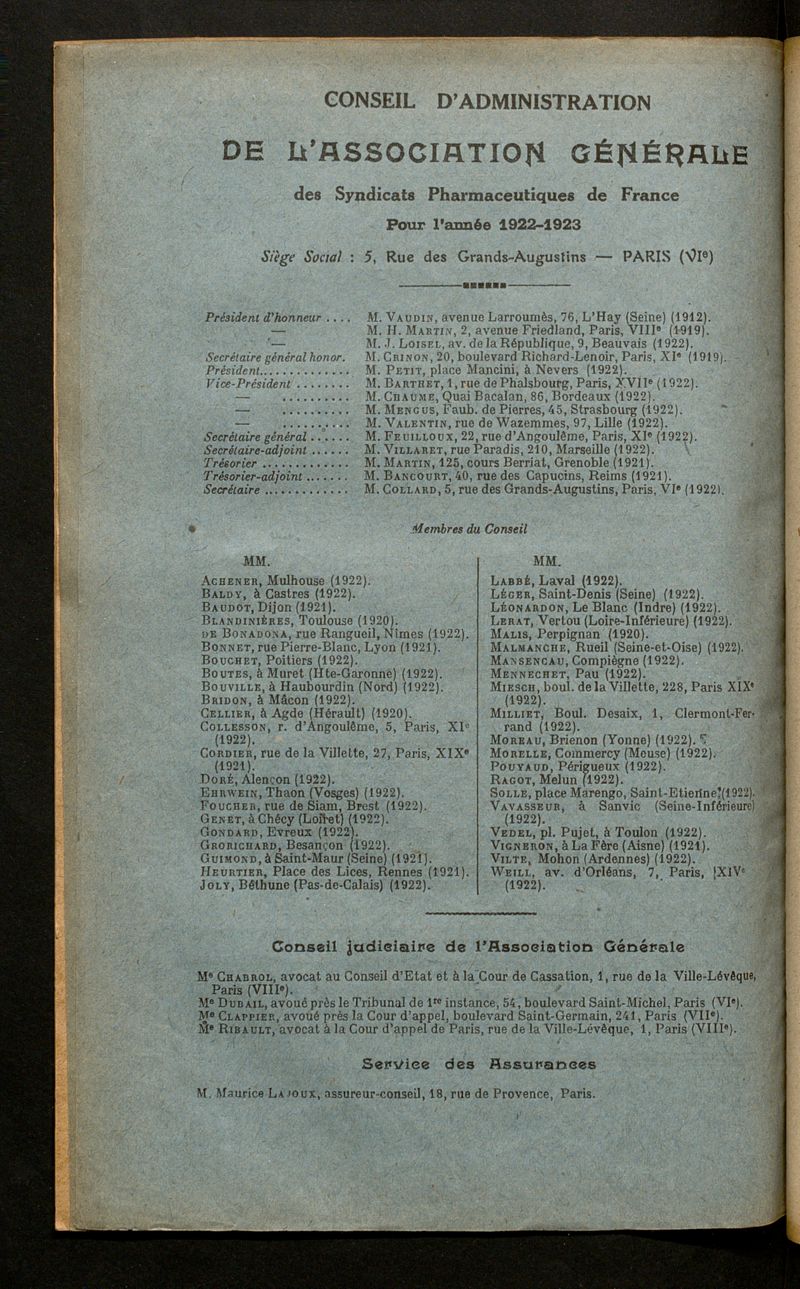 CONSEIL D'ADMINISTRATION
DE L'ASSOCIATION GÉNÉRALE
des Syndicats Pharmaceutiques de France
Pour l'année 1922-1923
Siège Social : 5, Rue des Grands-Augustins — PARIS (VIe)
Président d'honneur .... M. VAUDIN, avenue Larroumès, 76, L'Hay (Seine) (1912).
— M. H. MARTIN, 2, avenue Friedland, Paris, VIIIe (1919).
— M. J. LOISEL, av. de la République, 9, Beauvais (1922).
Secrétaire général honor. M. CRINON, 20, boulevard Richard-Lenoir, Paris, XIe (1919).
Président.............. M. PETIT, place Mancini, à Nevers (1922).
Vice-Président ........ M. BARTHET, 1, rue de Phalsbourg, Paris, XVIIe (1922).
— .......... M. CHAUME, Quai Bacalan, 86, Bordeaux (1922).
— .......... M. MENGUS, Faub. de Pierres, 45, Strasbourg (1922).
— .......... M. VALENTIN, rue de Wazemmes, 97, Lille (1922).
Secrétaire général ...... M. FEUILLOUX, 22, rue d'Angoulême, Paris, XIe (1922).
Secrétaire-adjoint ...... M. VILLARET, rue Paradis, 210, Marseille (1922).
Trésorier ............. M. MARTIN, 125, cours Berriat, Grenoble (1921).
Trésorier-adjoint ....... M. BANCOURT, 40, rue des Capucins, Reims (1921).
Secrétaire ............. M. COLLARD, 5, rue des Grands-Augustins, Paris, VIe (1922).
Membres du Conseil
MM.
ACHENER, Mulhouse (1922).
BALDY, à Castres (1922).
BAUDOT, Dijon (1921).
BLANDINIÈRES, Toulouse (1920).
DE BONADONA, rue Rangueil, Nîmes (1922).
BONNET, rue Pierre-Blanc, Lyon (1921).
BOUCHET, Poitiers (1922).
BOUTES, à Muret (Hte-Garonne) (1922).
BOUVILLE, à Haubourdin (Nord) (1922).
BRIDON, à Mâcon (1922).
CELLIER, à Agde (Hérault) (1920).
COLLESSON, r. d'Angoulême, 5, Paris, XIe
(1922).
CORDIER, rue de la Villette, 27, Paris, XIXe
(1921).
DORÉ, Alençon (1922).
EHRWEIN, Thaon (Vosges) (1922).
FOUCHER, rue de Siam, Brest (1922).
GENET, à Chécy (Loiret) (1922).
GONDARD, Evreux (1922).
GRORICHARD, Besançon (1922).
GUIMOND, à Saint-Maur (Seine) (1921).
HEURTIER, Place des Lices, Rennes (1921).
JOLY, Béthune (Pas-de-Calais) (1922).
MM.
LABBÉ, Laval (1922).
LÉGER, Saint-Denis (Seine) (1922).
LÉONARDON, Le Blanc (Indre) (1922).
LERAT, Vertou (Loire-Inférieure) (1922).
MALIS, Perpignan (1920).
MALMANCHE, Rueil (Seine-et-Oise) (1922).
MANSENCAU, Compiègne (1922).
MENNECHET, Pau (1922).
MIESCH, boul. de la Villette, 228, Paris XIXe
(1922).
MILLIET, Boul. Desaix, 1, Clermont-Fer-
rand (1922).
MOREAU, Brienon (Yonne) (1922).
MORELLE, Commercy (Meuse) (1922).
POUYAUD, Périgueux (1922).
RAGOT, Melun (1922).
SOLLE, place Marengo, Saint-Etienne (1922).
VAVASSEUR, à Sanvic (Seine-Inférieure)
(1922).
VEDEL, pl. Pujet, à Toulon (1922).
VIGNERON, à La Fère (Aisne) (1921).
VILTE, Mohon (Ardennes) (1922).
WEILL, av. d'Orléans, 7, Paris, XIVe
(1922).
Conseil judiciaire de l'Association Générale
Me CHABROL, avocat au Conseil d'Etat et à la Cour de Cassation, 1, rue de la Ville-Lévêque,
Paris (VIIIe).
Me DUBAIL, avoué près le Tribunal de 1re instance, 54, boulevard Saint-Michel, Paris (VIe).
Me CLAPPIER, avoué près la Cour d'appel, boulevard Saint-Germain, 241, Paris (VIIe).
Me RIBAULT, avocat à la Cour d'appel de Paris, rue de la Ville-Lévêque, 1, Paris (VIIIe).
Service des Assurances
M. Maurice LAJOUX, assureur-conseil, 18, rue de Provence, Paris.